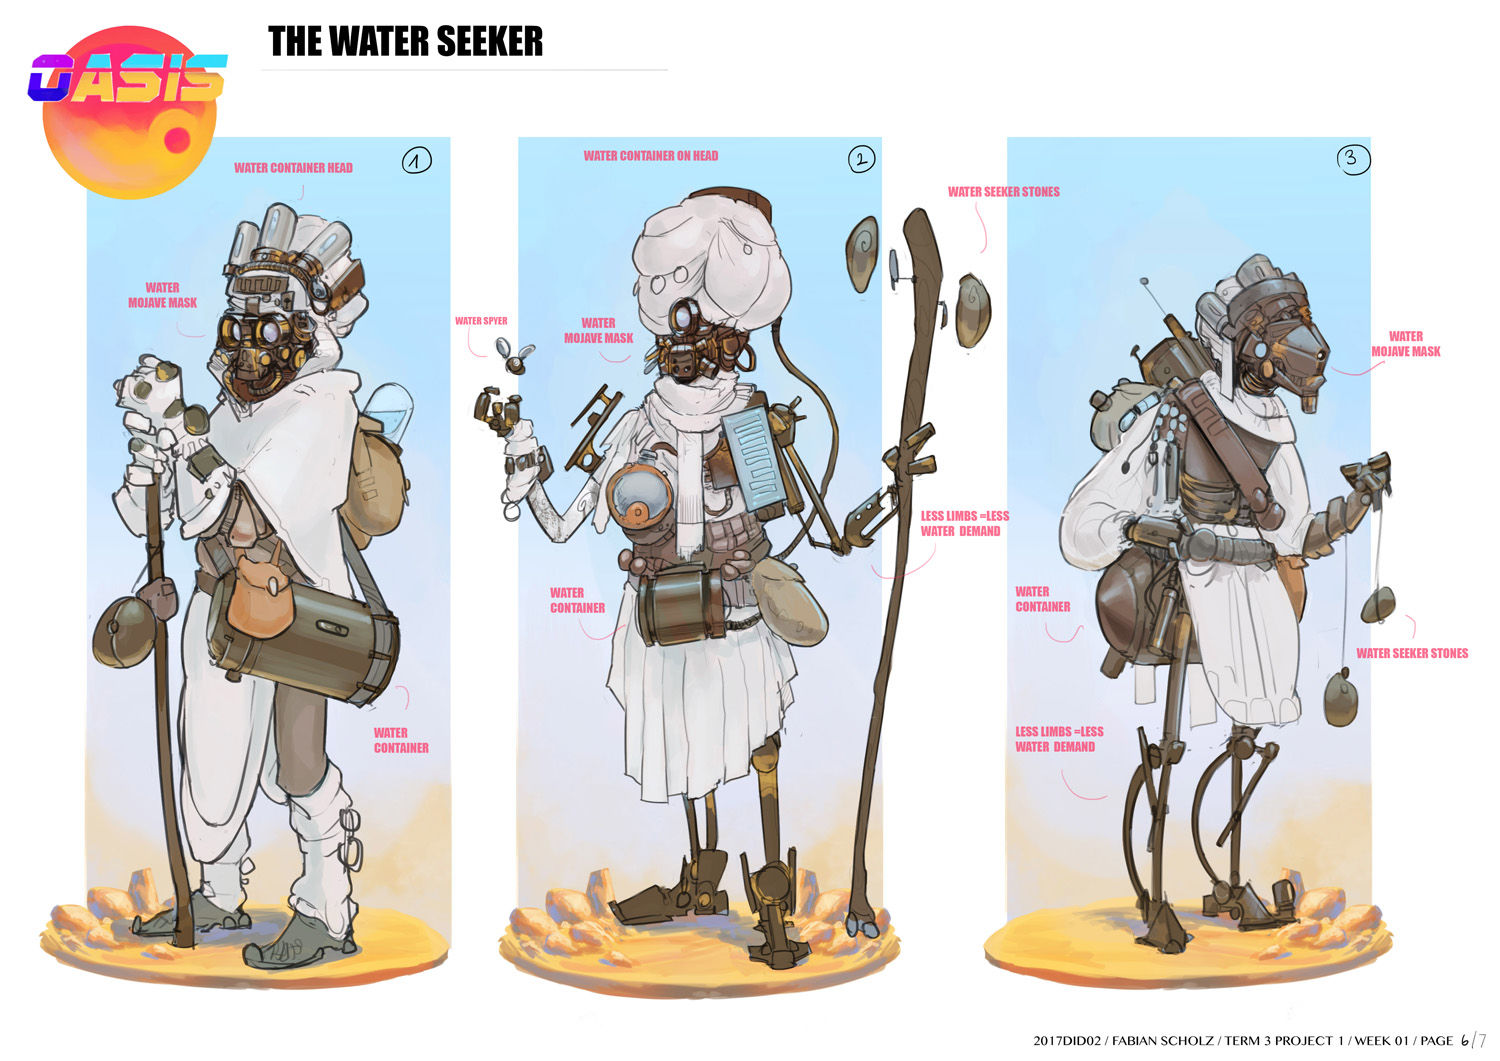 OASIS
THE WATER SEEKER
WATER CONTAINER HEAD
1
WATER
MOJAVE MASK
WATER
CONTAINER
WATER CONTAINER ON HEAD
2
WATER SEEKER STONES
WATER SPYER
WATER
MOJAVE MASK
LESS LIMBS =LESS
WATER DEMAND
WATER
CONTAINER
3
WATER
MOJAVE MASK
WATER
CONTAINER
WATER SEEKER STONES
LESS LIMBS =LESS
WATER DEMAND
2017DID02 / FABIAN SCHOLZ / TERM 3 PROJECT 1 / WEEK 01 / PAGE 6/7